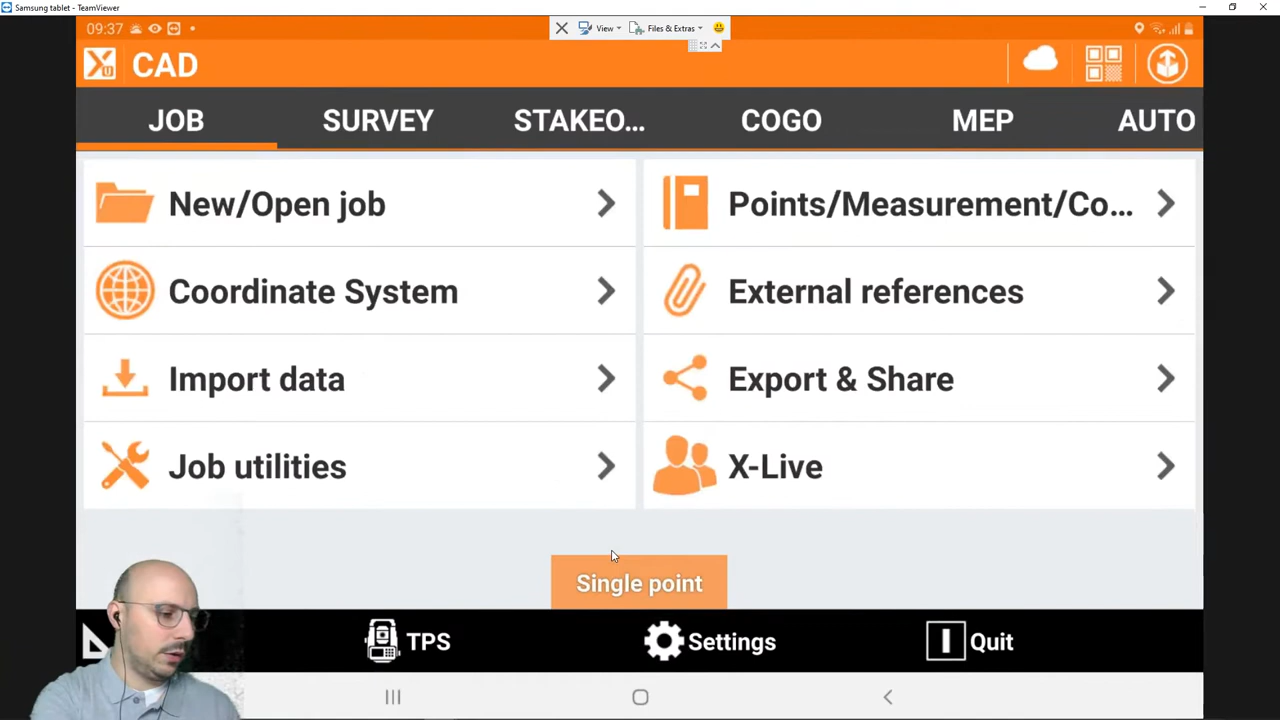 Samsung tablet - TeamViewer
09:37
View
Files & Extras
CAD
JOB
SURVEY
STAKEO...
COGO
MEP
AUTO
New/Open job
Points/Measurement/Co...
Coordinate System
External references
Import data
Export & Share
Job utilities
X-Live
Single point
TPS
Settings
Quit